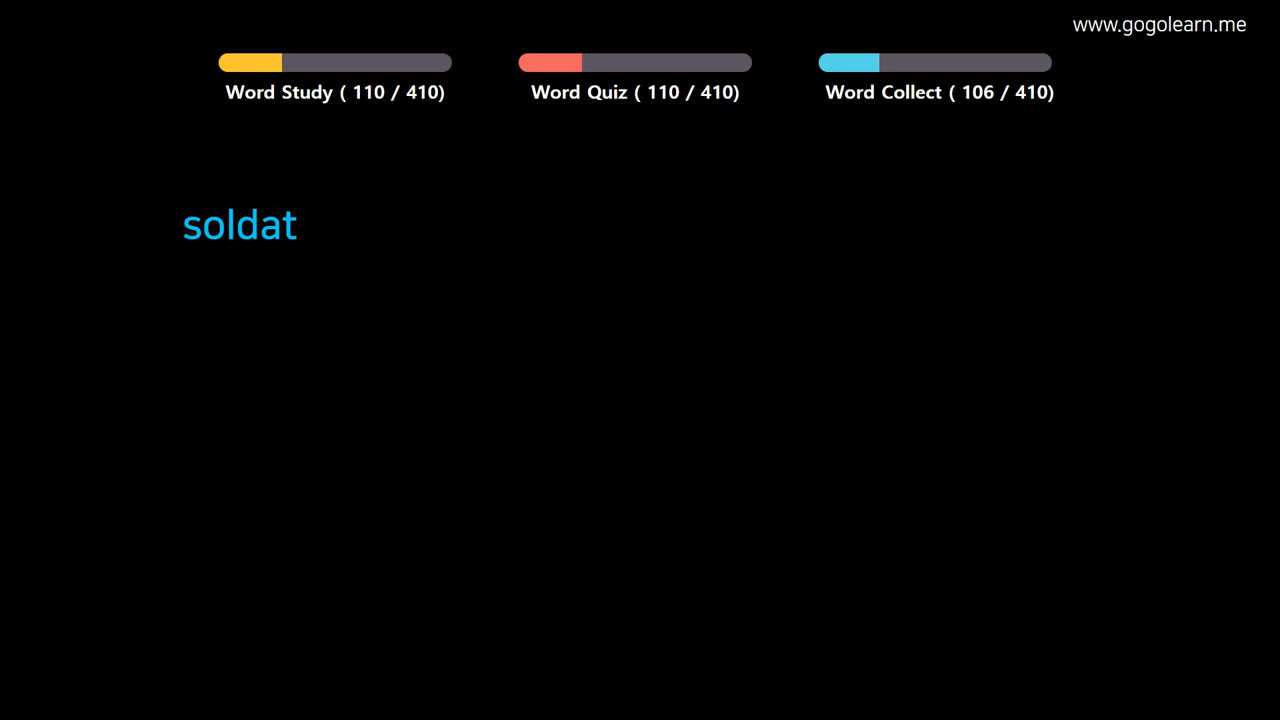 www.gogolearn.me
Word Study ( 110 / 410)
Word Quiz ( 110 / 410)
Word Collect ( 106 / 410)
soldat